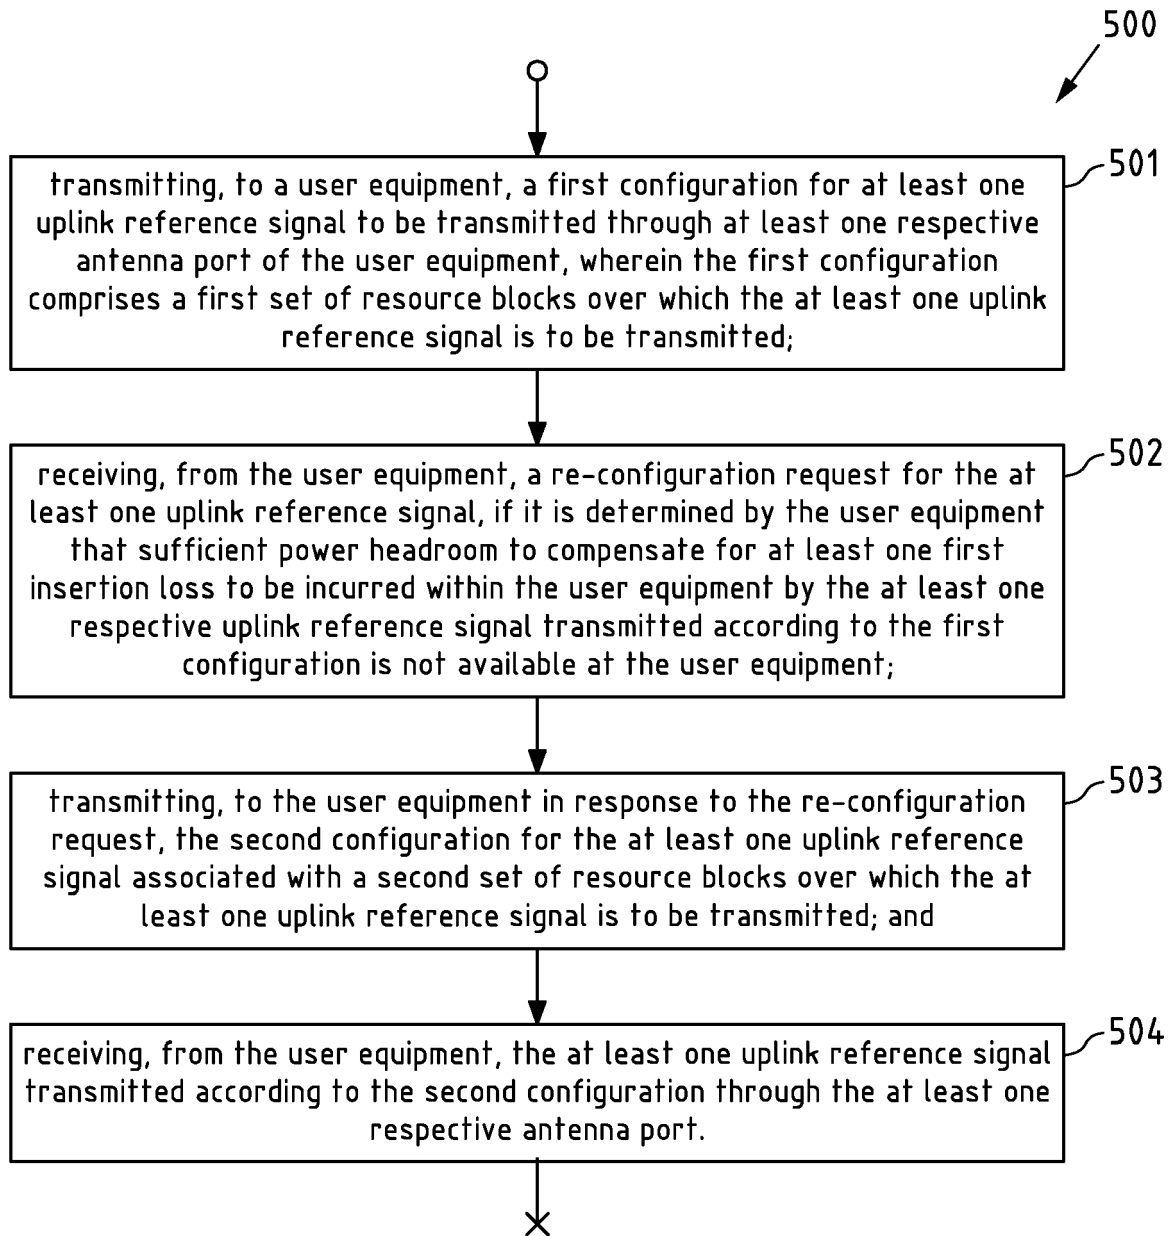 500
501
transmitting, to a user equipment, a first configuration for at least one
uplink reference signal to be transmitted through at least one respective
antenna port of the user equipment, wherein the first configuration
comprises a first set of resource blocks over which the at least one uplink
reference signal is to be transmitted;
502
receiving, from the user equipment, a re-configuration request for the at
least one uplink reference signal, if it is determined by the user equipment
that sufficient power headroom to compensate for at least one first
insertion loss to be incurred within the user equipment by the at least one
respective uplink reference signal transmitted according to the first
configuration is not available at the user equipment;
503
transmitting, to the user equipment in response to the re-configuration
request, the second configuration for the at least one uplink reference
signal associated with a second set of resource blocks over which the at
least one uplink reference signal is to be transmitted; and
504
receiving, from the user equipment, the at least one uplink reference signal
transmitted according to the second configuration through the at least one
respective antenna port.